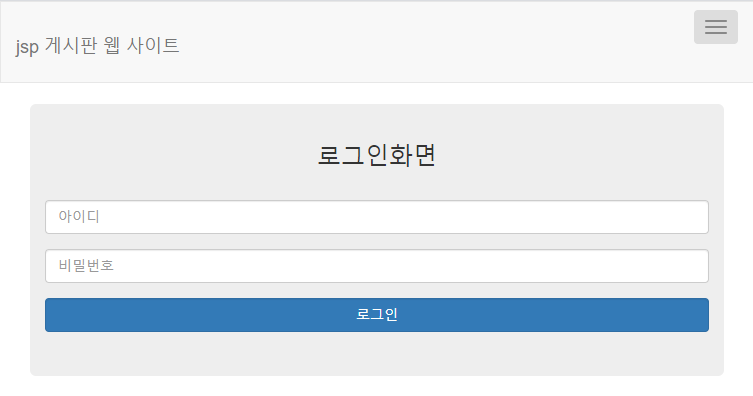 jsp 게시판 웹 사이트
로그인화면
아이디
비밀번호
로그인